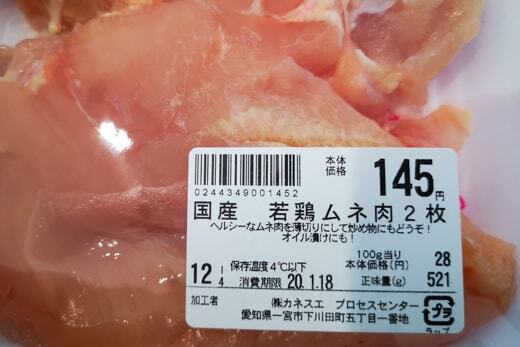 本体
価格
145円
0244349001452
国産 若鶏ムネ肉2枚
ヘルシーなムネ肉を薄切りにして炒め物にもどうぞ!
オイル漬けにも!
12 1/4
保存温度4℃以下
消費期限 20.1.18
100g当り
本体価格(円) 28
正味量(g) 521
加工者
㈱カネスエ プロセスセンター
愛知県一宮市下川田町五丁目一番地
プラ
ラップ